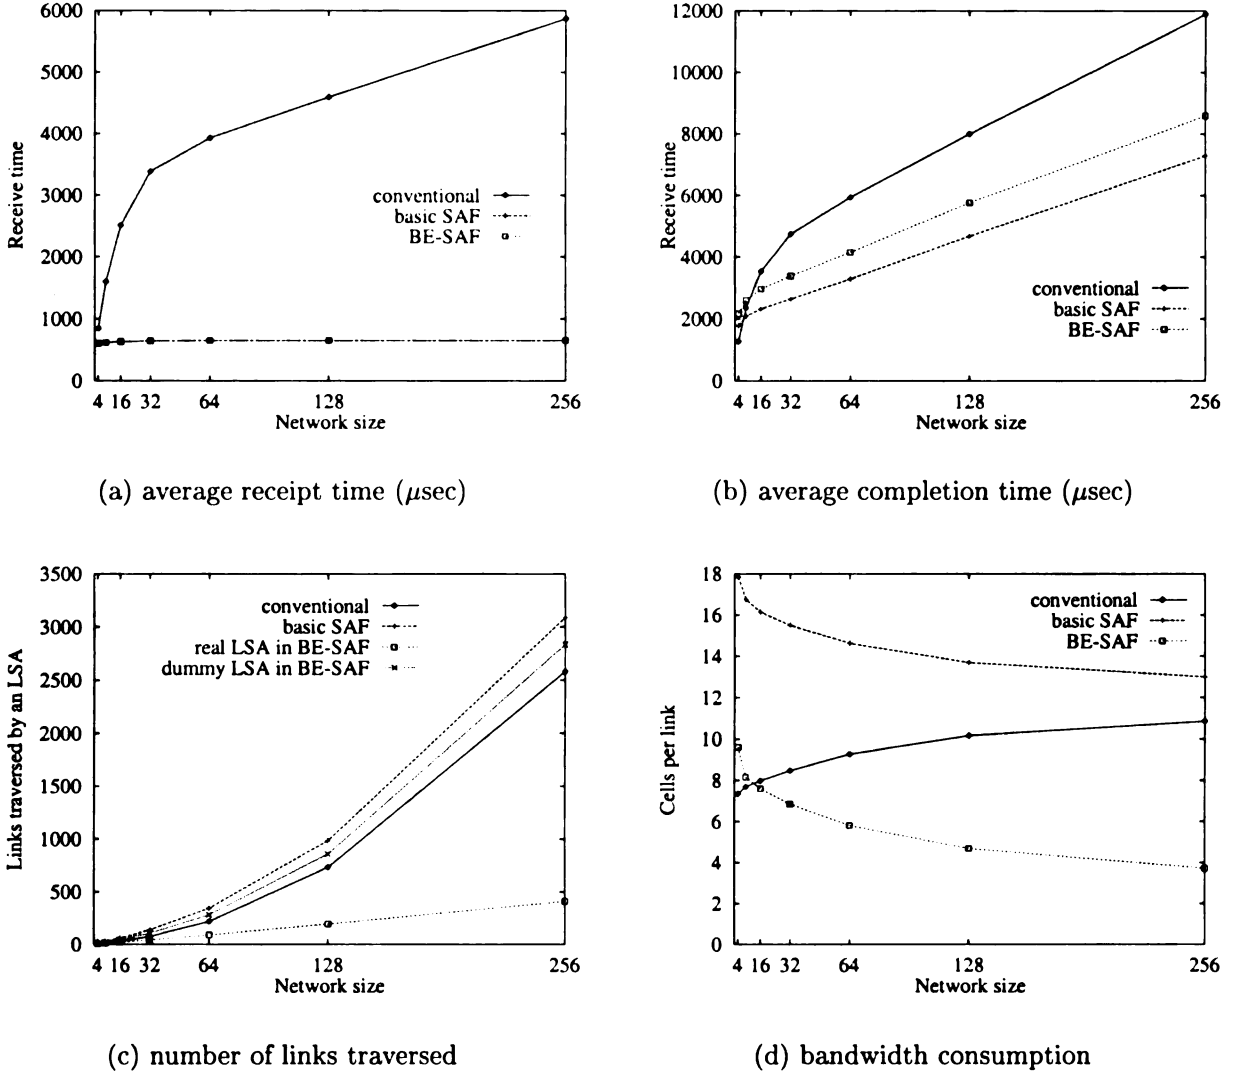 6000
5000
4000
3000
2000
1000
0
Receive time
conventional
basic SAF
BE-SAF
4 16 32 64 128 256
Network size
(a) average receipt time (μsec)
12000
10000
8000
6000
4000
2000
0
Receive time
conventional
basic SAF
BE-SAF
4 16 32 64 128 256
Network size
(b) average completion time (μsec)
3500
3000
2500
2000
1500
1000
500
0
Links traversed by an LSA
conventional
basic SAF
real LSA in BE-SAF
dummy LSA in BE-SAF
4 16 32 64 128 256
Network size
(c) number of links traversed
18
16
14
12
10
8
6
4
2
0
Cells per link
conventional
basic SAF
BE-SAF
4 16 32 64 128 256
Network size
(d) bandwidth consumption